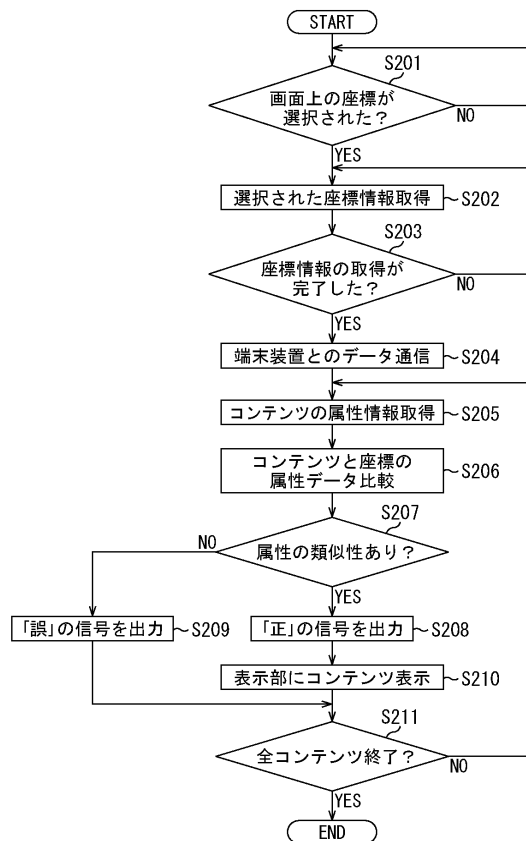 START
S201
画面上の座標が
選択された?
NO
YES
選択された座標情報取得
S202
S203
座標情報の取得が
完了した?
NO
YES
端末装置とのデータ通信
S204
コンテンツの属性情報取得
S205
コンテンツと座標の
属性データ比較
S206
S207
NO
属性の類似性あり?
YES
「誤」の信号を出力
S209
「正」の信号を出力
S208
表示部にコンテンツ表示
S210
S211
全コンテンツ終了?
NO
YES
END